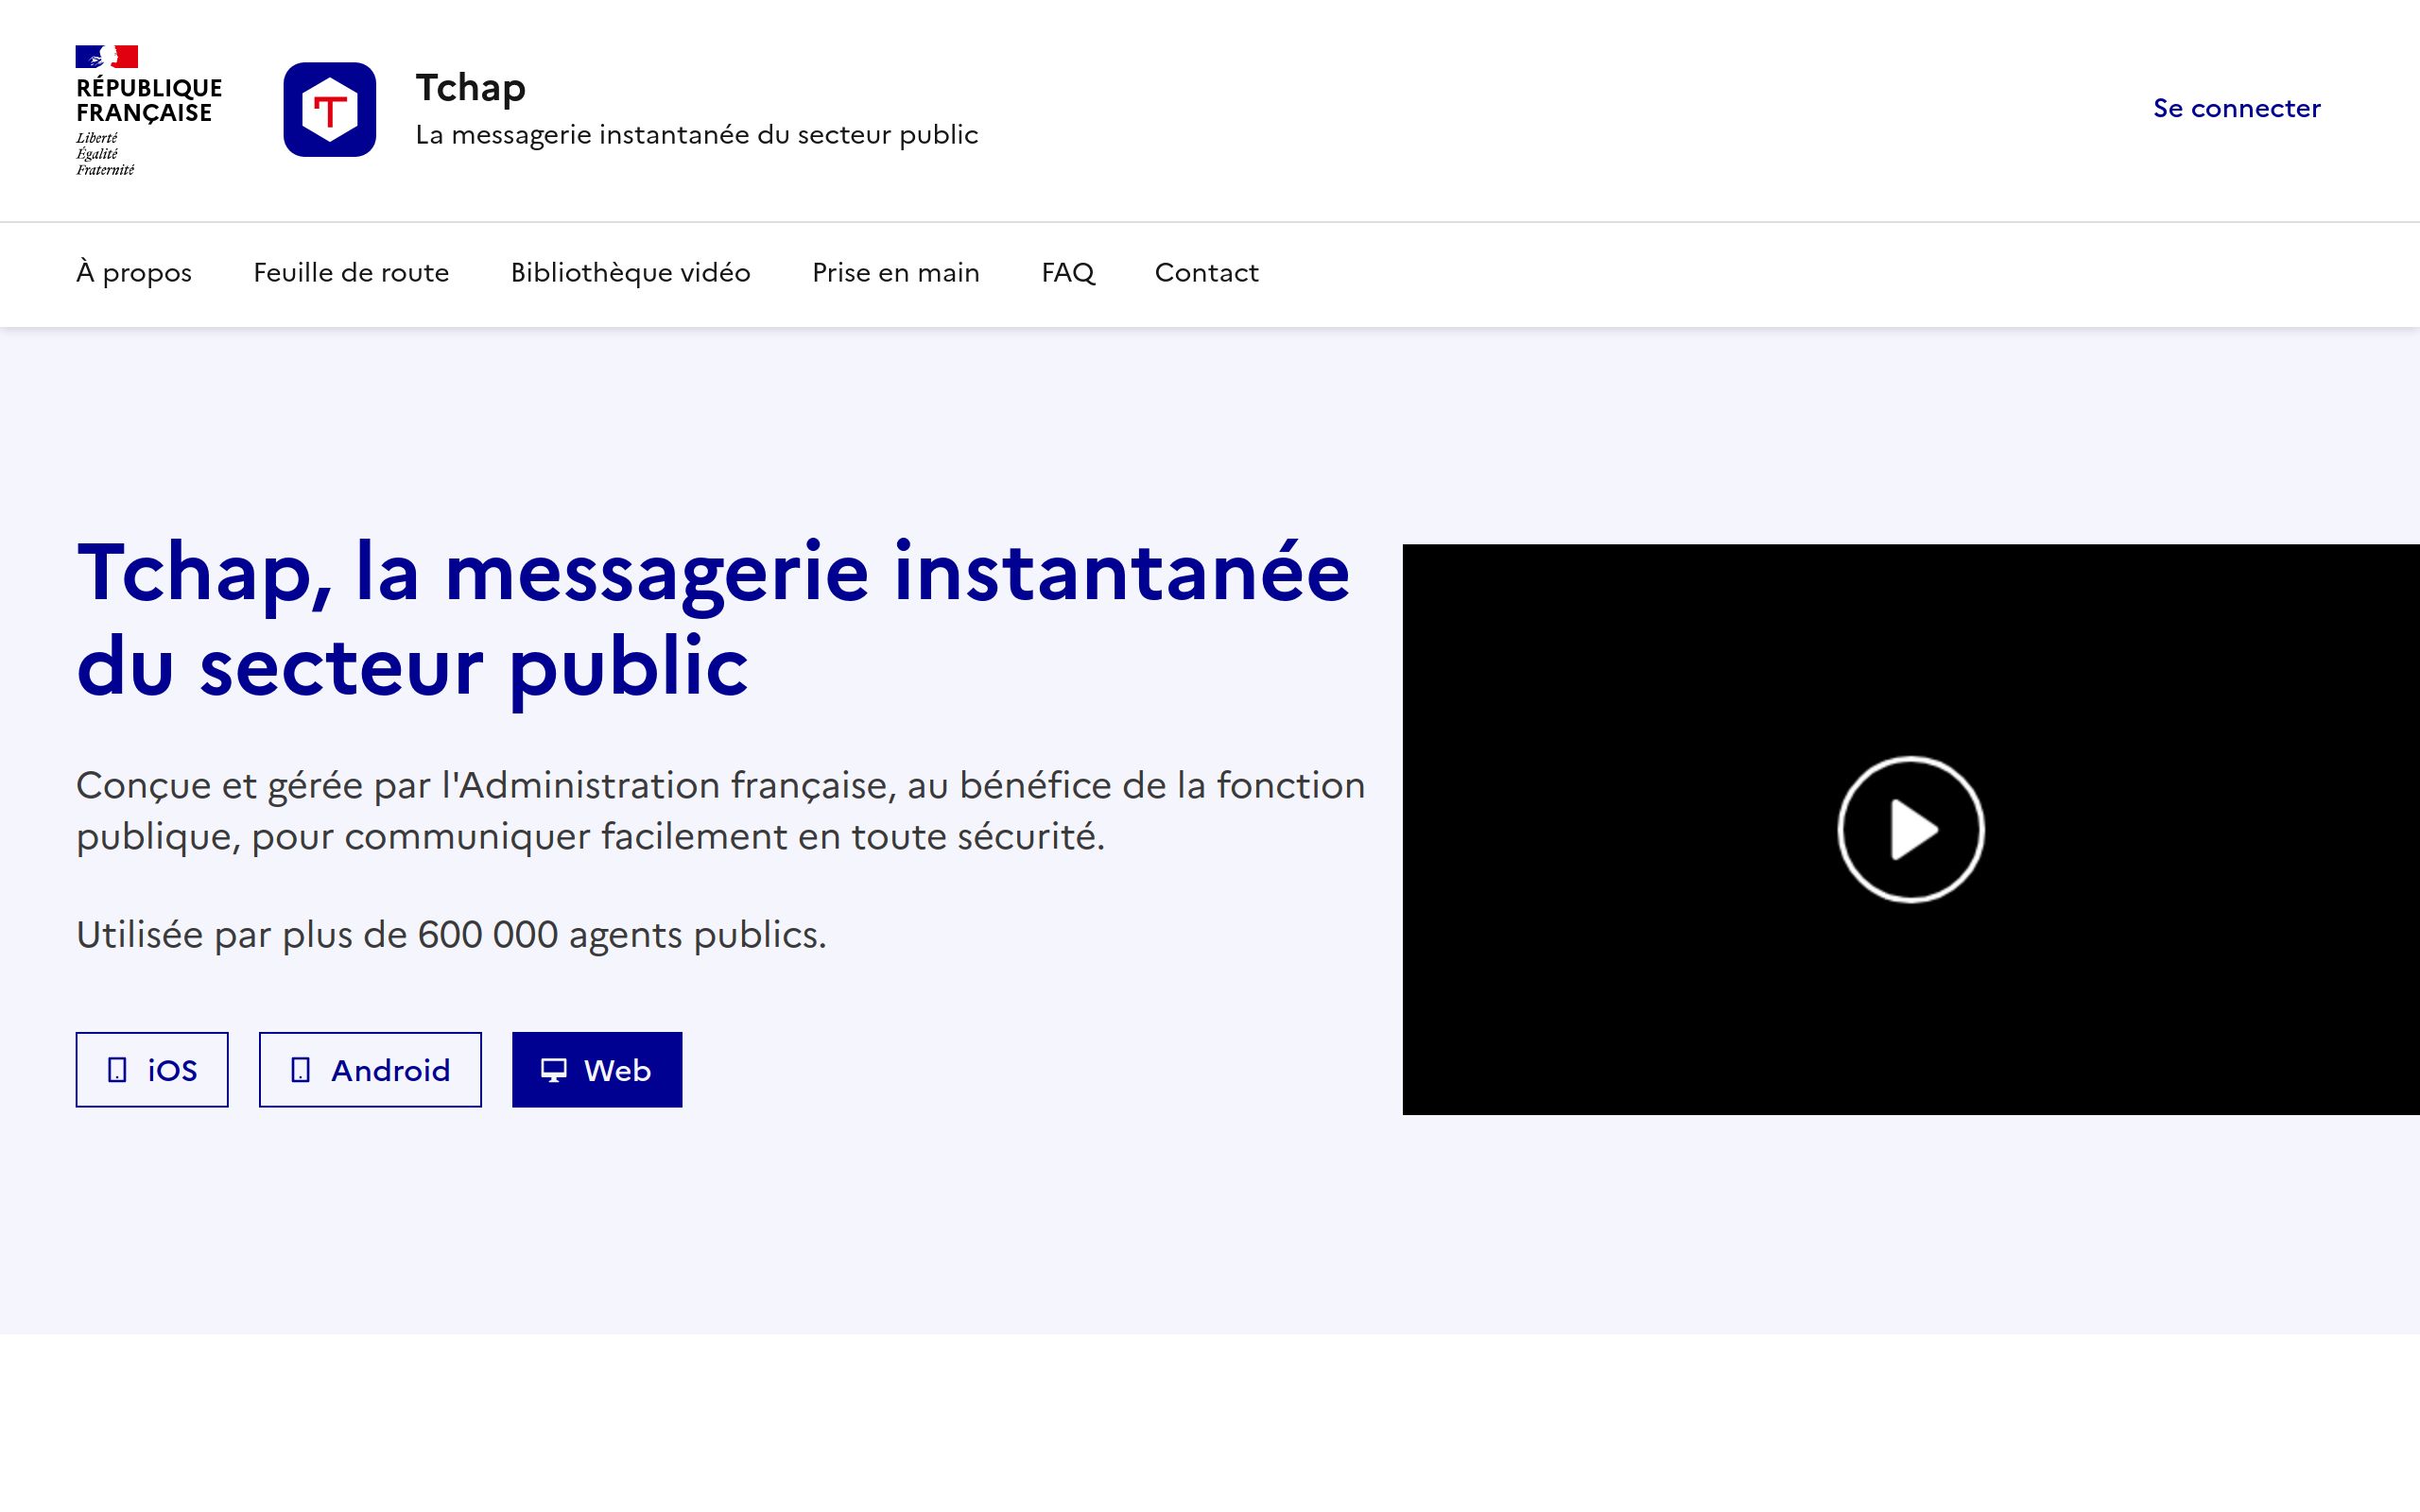 RÉPUBLIQUE
FRANÇAISE
Liberté
Égalité
Fraternité
T
Tchap
La messagerie instantanée du secteur public
Se connecter
À propos
Feuille de route
Bibliothèque vidéo
Prise en main
FAQ
Contact
Tchap, la messagerie instantanée
du secteur public
Conçue et gérée par l'Administration française, au bénéfice de la fonction
publique, pour communiquer facilement en toute sécurité.
Utilisée par plus de 600 000 agents publics.
iOS
Android
Web